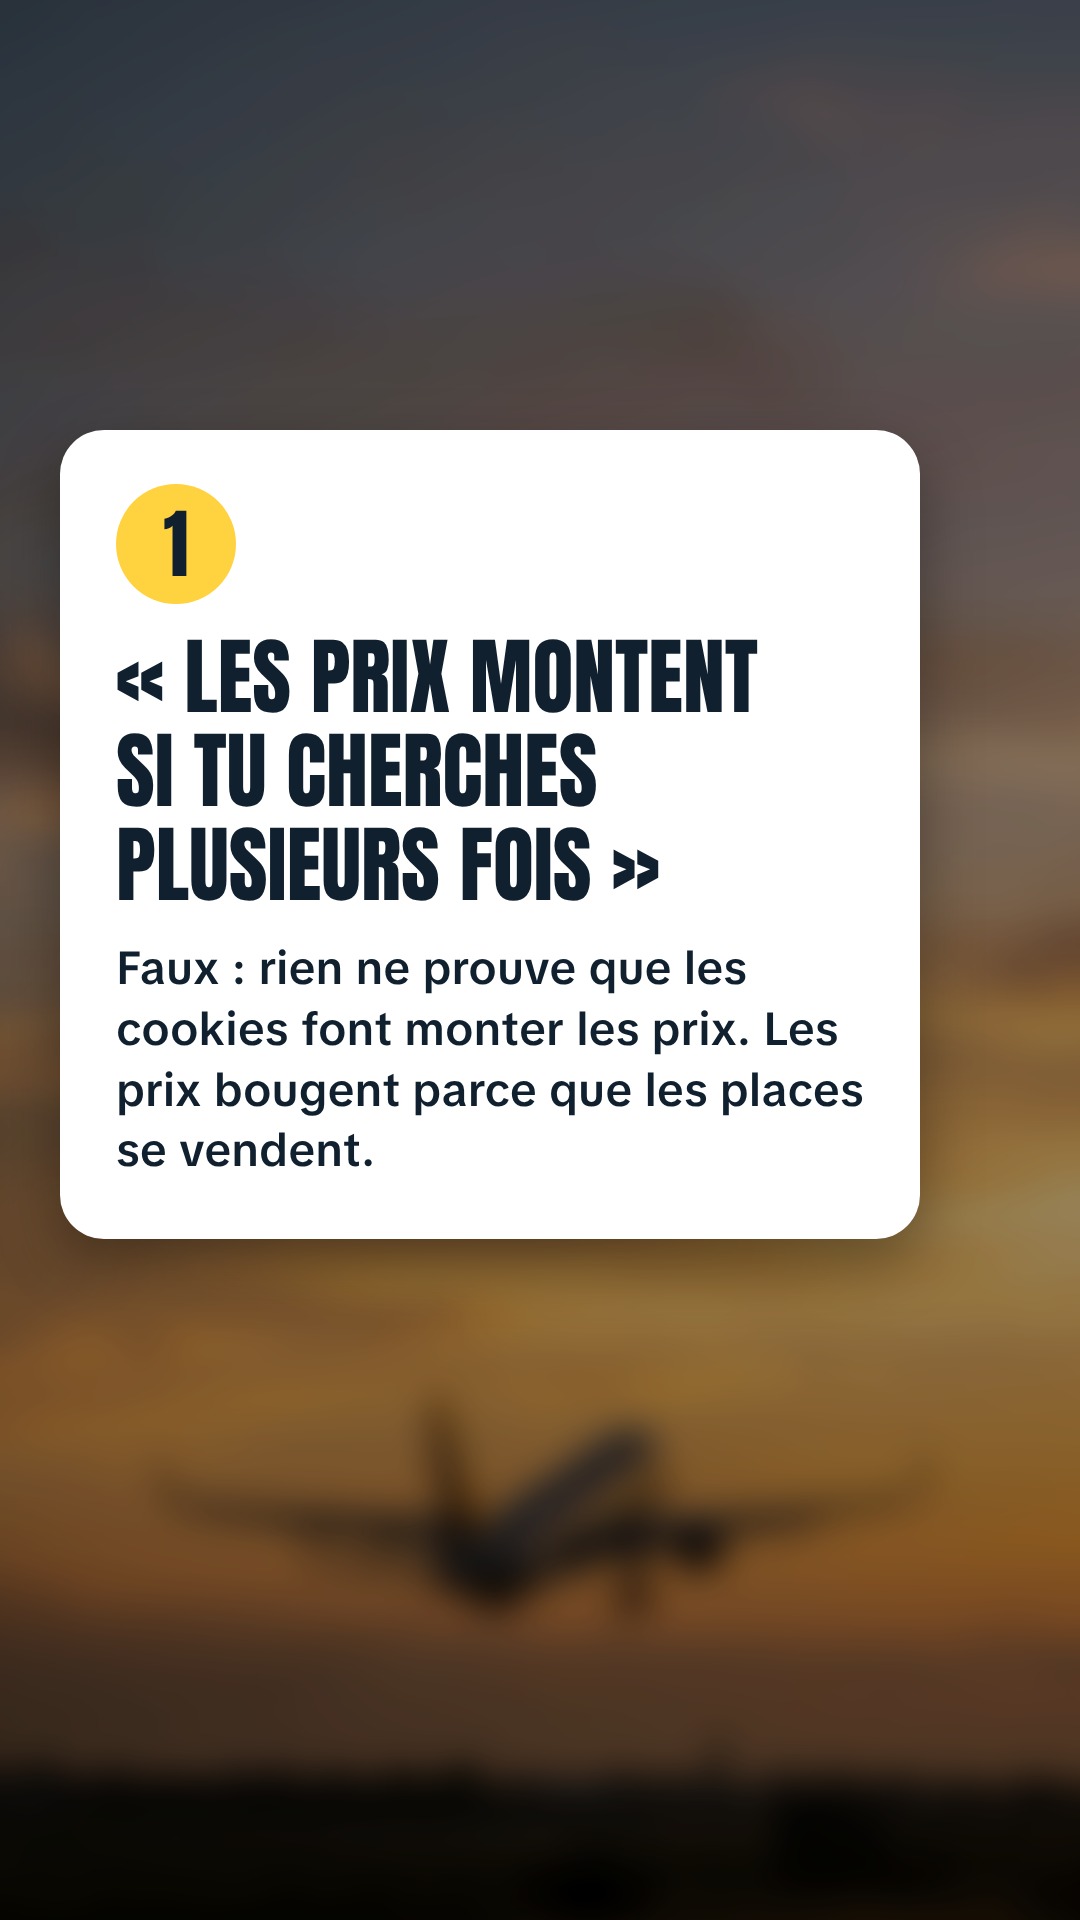 1
« LES PRIX MONTENT
SI TU CHERCHES
PLUSIEURS FOIS »
Faux : rien ne prouve que les
cookies font monter les prix. Les
prix bougent parce que les places
se vendent.